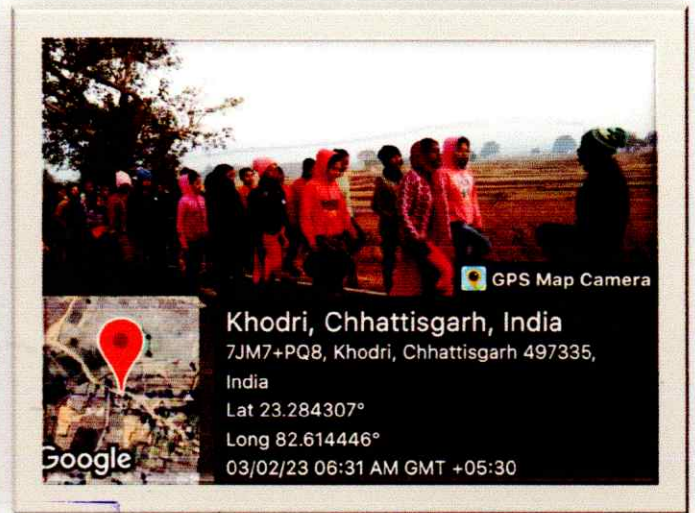 GPS Map Camera
Khodri, Chhattisgarh, India
7JM7+PQ8, Khodri, Chhattisgarh 497335,
India
Lat 23.284307°
Long 82.614446°
03/02/23 06:31 AM GMT +05:30
Google